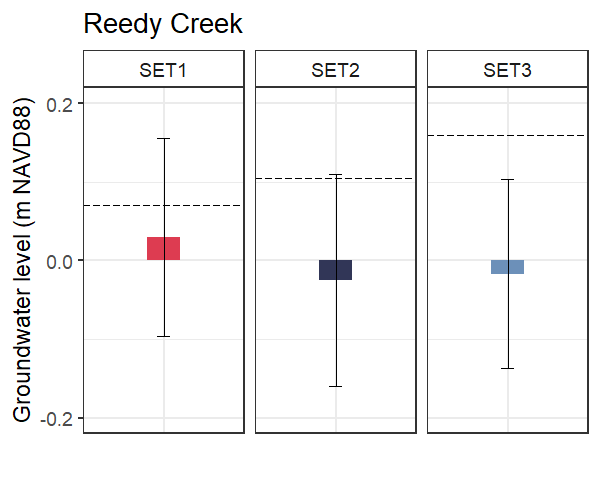 Reedy Creek
SET1 SET2 SET3
Groundwater level (m NAVD88)
0.2
0.0
-0.2